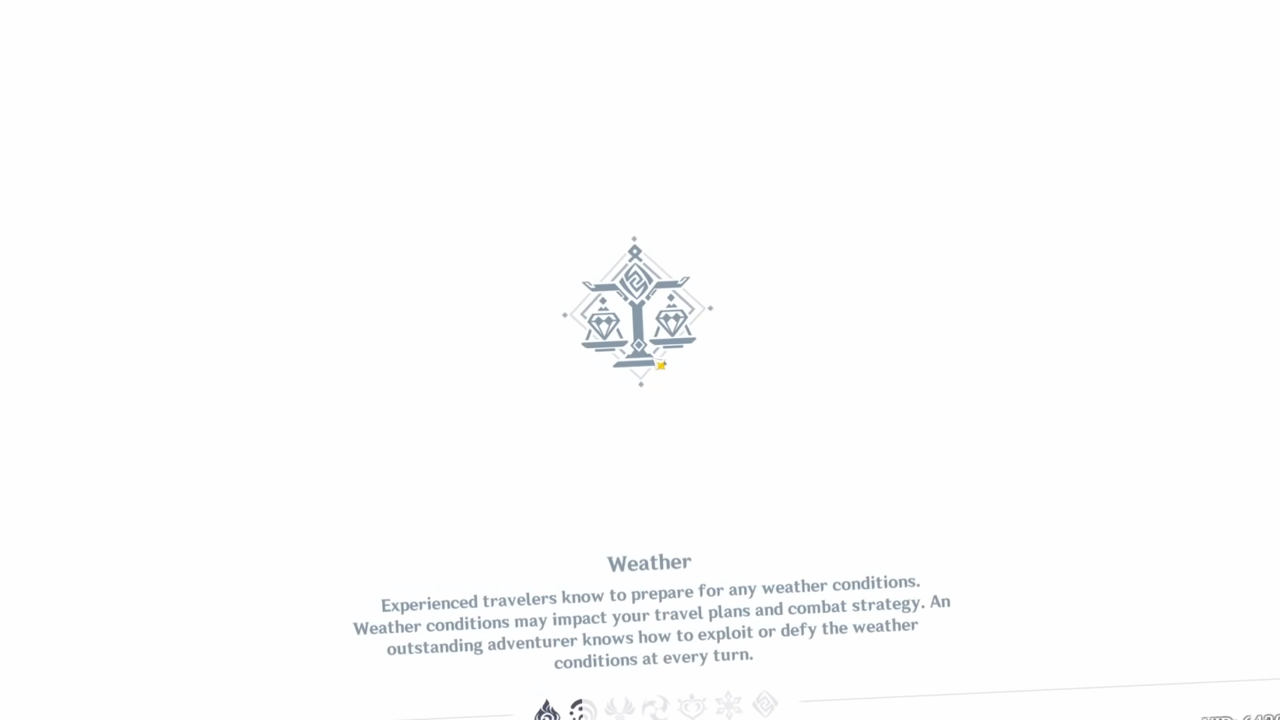 Weather
Experienced travelers know to prepare for any weather conditions.
Weather conditions may impact your travel plans and combat strategy. An
outstanding adventurer knows how to exploit or defy the weather
conditions at every turn.